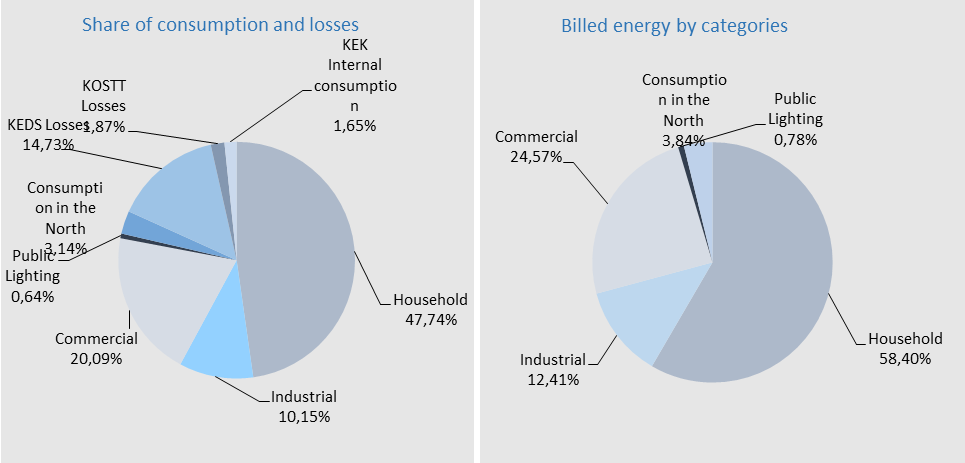 Share of consumption and losses
KEK
Internal
consumptio
n
1,65%
KOSTT
Losses
1,87%
KEDS Losses
14,73%
Consumpti
on in the
North
3,14%
Public
Lighting
0,64%
Commercial
20,09%
Industrial
10,15%
Household
47,74%
Billed energy by categories
Consumptio
n in the
North
3,84%
Public
Lighting
0,78%
Commercial
24,57%
Industrial
12,41%
Household
58,40%